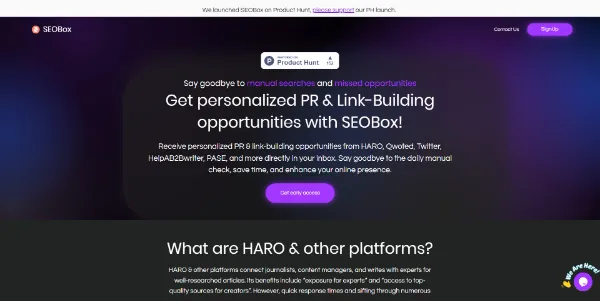 We launched SEOBox on Product Hunt, please support our PH launch.
SEOBox
Contact Us
Sign Up
Product Hunt
Say goodbye to manual searches and missed opportunities
Get personalized PR & Link-Building
opportunities with SEOBox!
Receive personalized PR & link-building opportunities from HARO, Qwoted, Twitter,
HelpAB2Bwriter, PASE, and more directly in your inbox. Say goodbye to the daily manual
check, save time, and enhance your online presence.
Get early access
What are HARO & other platforms?
HARO & other platforms connect journalists, content managers, and writes with experts for
well-researched articles. Its benefits include "exposure for experts" and "access to top-
quality sources for creators". However, quick response times and sifting through numerous
We Are Here!